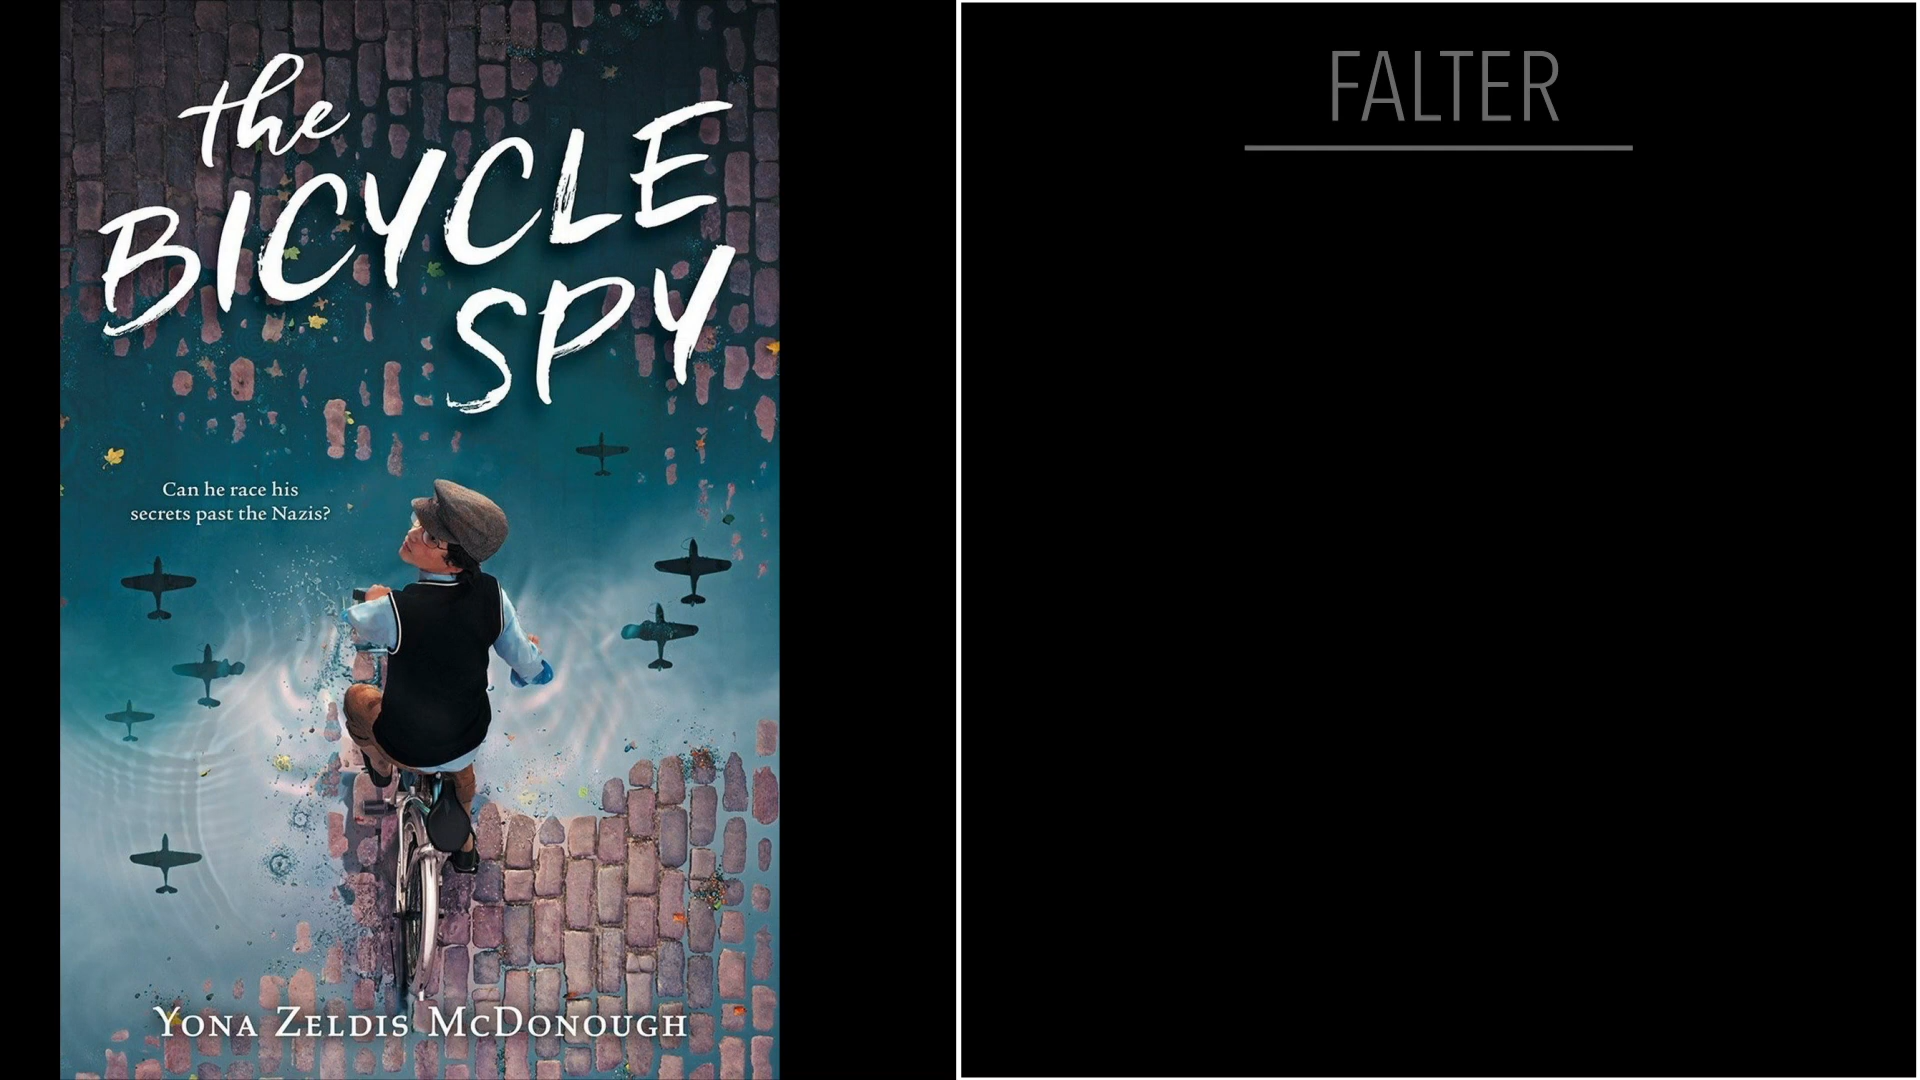 the
BICYCLE
SPY
Can he race his
secrets past the Nazis?
YONA ZELDIS MCDONOUGH
FALTER